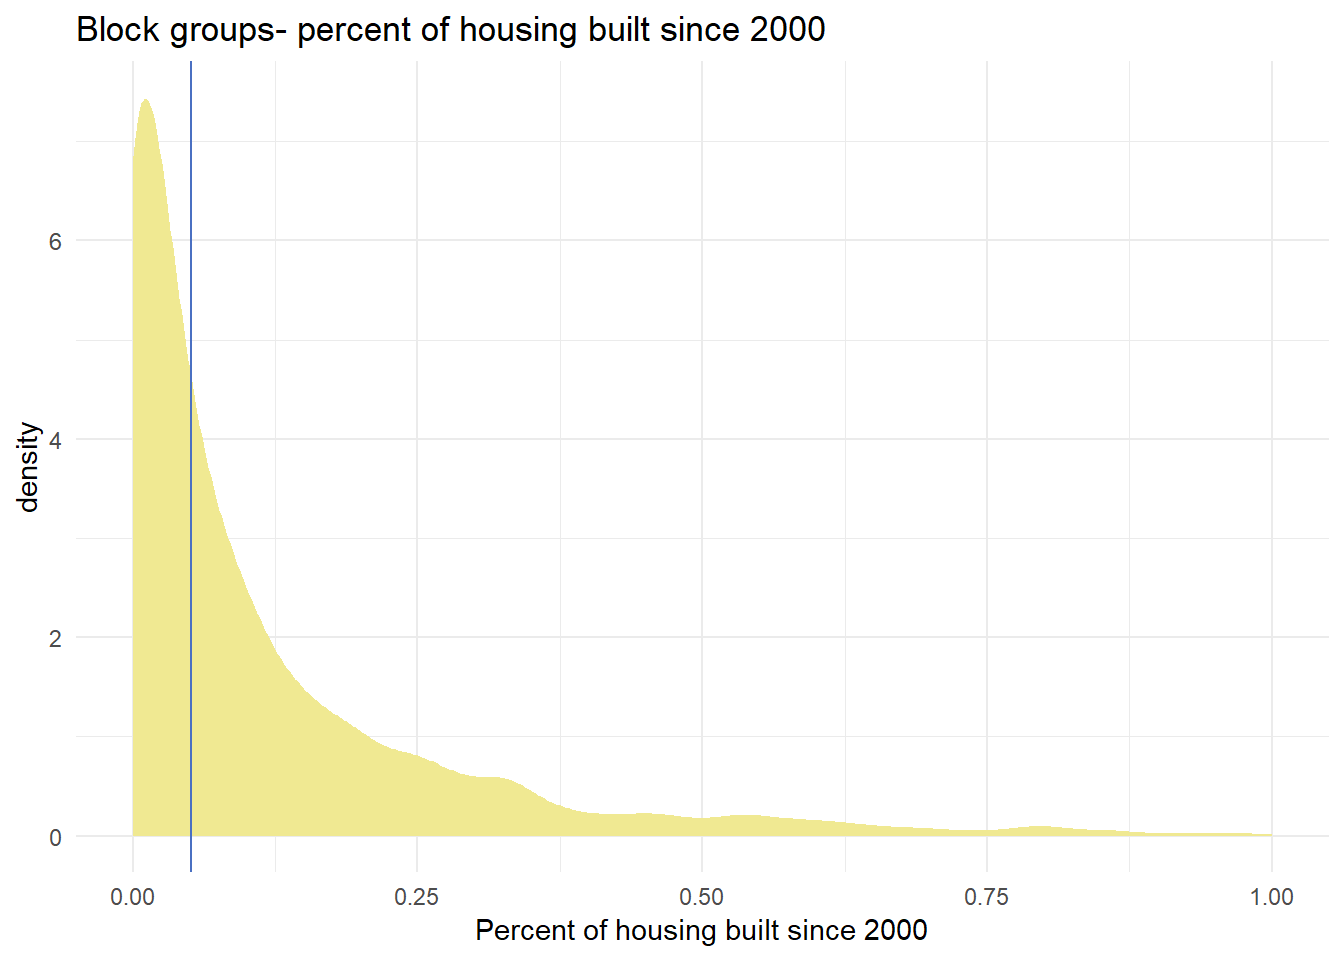 Block groups- percent of housing built since 2000
density
6
4
2
0
0.00 0.25 0.50 0.75 1.00
Percent of housing built since 2000